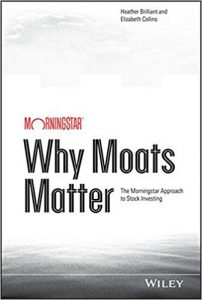 Heather Brilliant and
Elizabeth Collins
MORNINGSTAR
Why Moats
Matter
The Morningstar Approach
to Stock Investing
WILEY